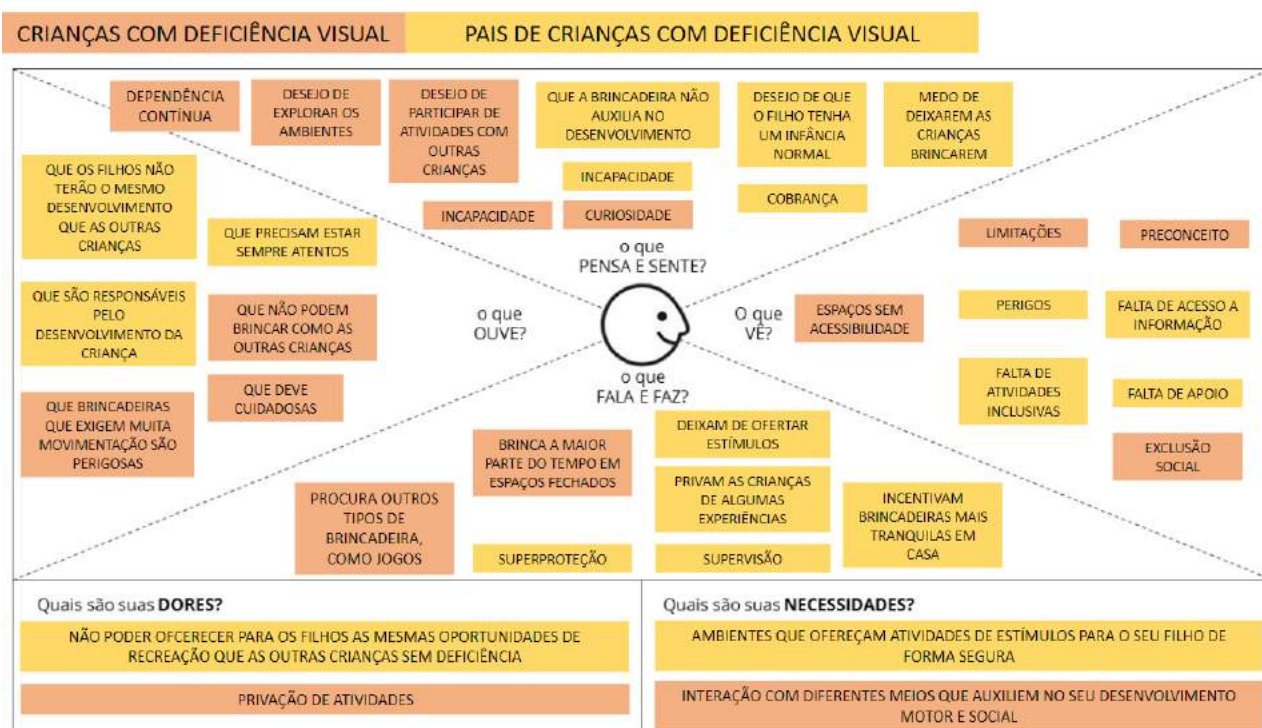 CRIANÇAS COM DEFICIÊNCIA VISUAL
PAIS DE CRIANÇAS COM DEFICIÊNCIA VISUAL
DEPENDÊNCIA
CONTÍNUA
DESEJO DE
EXPLORAR OS
AMBIENTES
DESEJO DE
PARTICIPAR DE
ATIVIDADES COM
OUTRAS
CRIANÇAS
QUE A BRINCADEIRA NÃO
AUXILIA NO
DESENVOLVIMENTO
DESEJO DE QUE
O FILHO TENHA
UM INFÂNCIA
NORMAL
MEDO DE
DEIXAREM AS
CRIANÇAS
BRINCAREM
INCAPACIDADE
COBRANÇA
INCAPACIDADE
CURIOSIDADE
o que
PENSA E SENTE?
QUE OS FILHOS NÃO
TERÃO O MESMO
DESENVOLVIMENTO
QUE AS OUTRAS
CRIANÇAS
QUE PRECISAM ESTAR
SEMPRE ATENTOS
QUE SÃO RESPONSÁVEIS
PELO
DESENVOLVIMENTO DA
CRIANÇA
QUE NÃO PODEM
BRINCAR COMO AS
OUTRAS CRIANÇAS
QUE DEVE
CUIDADOSAS
QUE BRINCADEIRAS
QUE EXIGEM MUITA
MOVIMENTAÇÃO SÃO
PERIGOSAS
o que
OUVE?
O que
VÊ?
ESPAÇOS SEM
ACESSIBILIDADE
LIMITAÇÕES
PRECONCEITO
PERIGOS
FALTA DE ACESSO A
INFORMAÇÃO
FALTA DE
ATIVIDADES
INCLUSIVAS
FALTA DE APOIO
EXCLUSÃO
SOCIAL
o que
FALA E FAZ?
BRINCA A MAIOR
PARTE DO TEMPO EM
ESPAÇOS FECHADOS
DEIXAM DE OFERTAR
ESTÍMULOS
PRIVAM AS CRIANÇAS
DE ALGUMAS
EXPERIÊNCIAS
PROCURA OUTROS
TIPOS DE
BRINCADEIRA,
COMO JOGOS
SUPERPROTEÇÃO
SUPERVISÃO
INCENTIVAM
BRINCADEIRAS MAIS
TRANQUILAS EM
CASA
Quais são suas DORES?
NÃO PODER OFCERECER PARA OS FILHOS AS MESMAS OPORTUNIDADES DE
RECREAÇÃO QUE AS OUTRAS CRIANÇAS SEM DEFICIÊNCIA
PRIVAÇÃO DE ATIVIDADES
Quais são suas NECESSIDADES?
AMBIENTES QUE OFEREÇAM ATIVIDADES DE ESTÍMULOS PARA O SEU FILHO DE
FORMA SEGURA
INTERAÇÃO COM DIFERENTES MEIOS QUE AUXILIEM NO SEU DESENVOLVIMENTO
MOTOR E SOCIAL